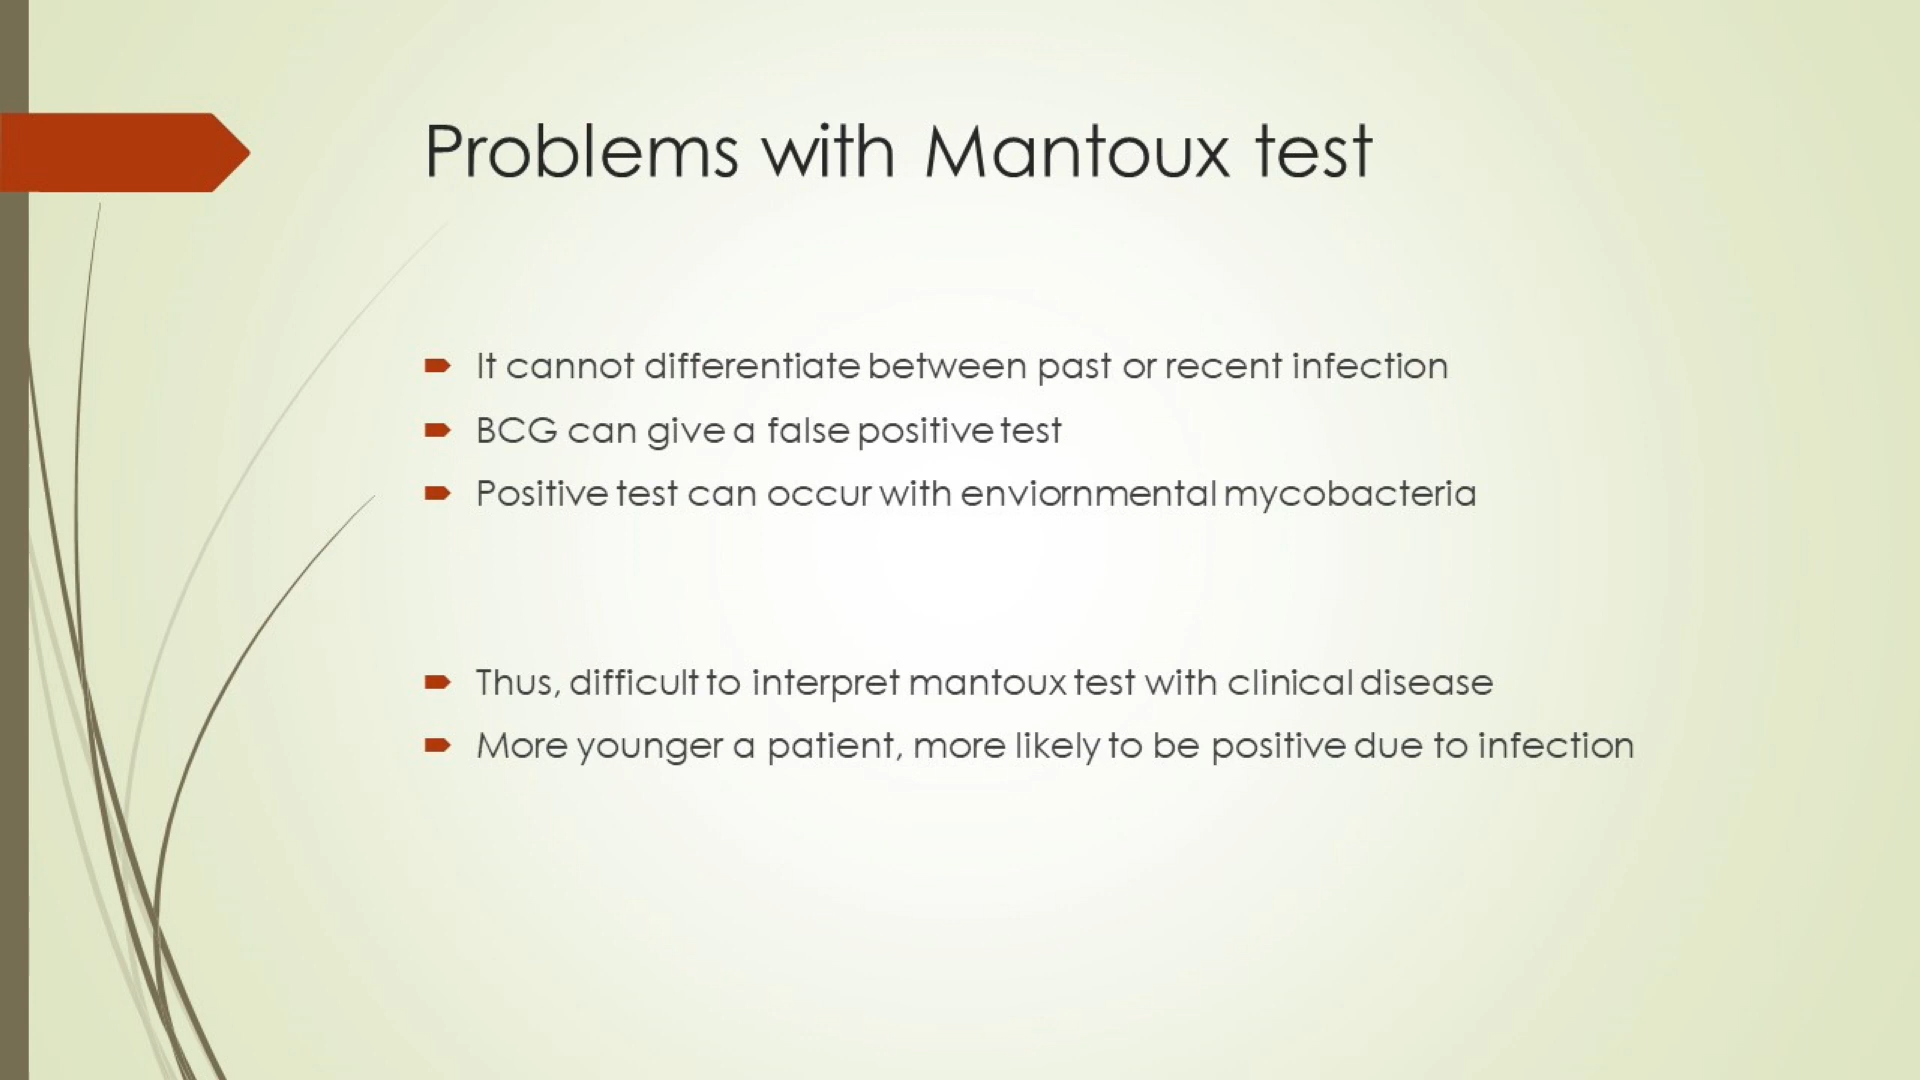 Problems with Mantoux test
It cannot differentiate between past or recent infection
BCG can give a false positive test
Positive test can occur with enviornmental mycobacteria
Thus, difficult to interpret mantoux test with clinical disease
More younger a patient, more likely to be positive due to infection